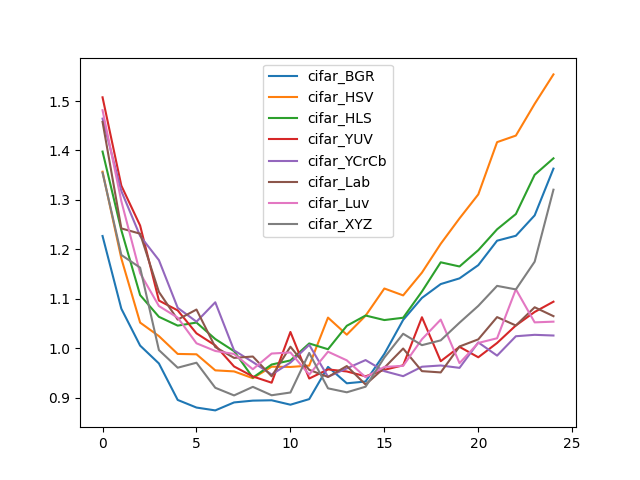 cifar_BGR
cifar_HSV
cifar_HLS
cifar_YUV
cifar_YCrCb
cifar_Lab
cifar_Luv
cifar_XYZ
1.5
1.4
1.3
1.2
1.1
1.0
0.9
0 5 10 15 20 25